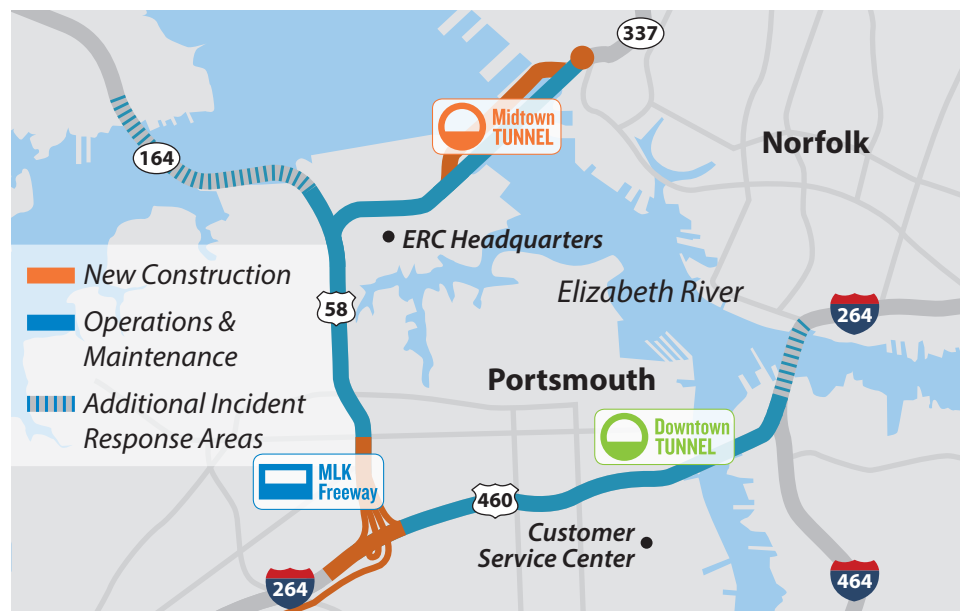 337
Midtown
TUNNEL
Norfolk
164
ERC Headquarters
New Construction
Elizabeth River
58
264
Operations &
Maintenance
Portsmouth
Additional Incident
Response Areas
Downtown
TUNNEL
MLK
Freeway
460
Customer
Service Center
264
464